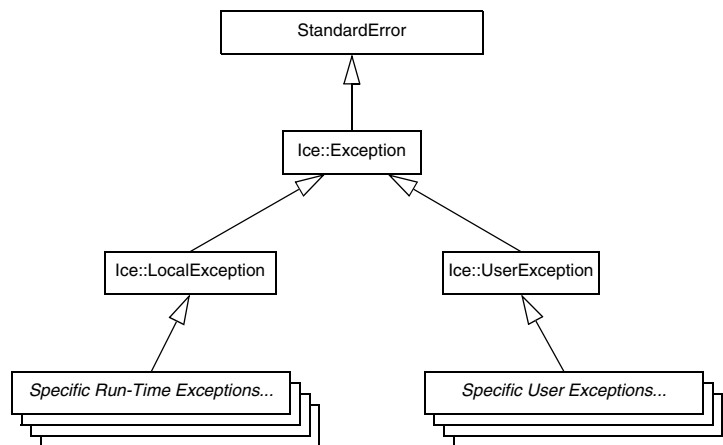 StandardError
Ice::Exception
Ice::LocalException
Ice::UserException
Specific Run-Time Exceptions...
Specific User Exceptions...